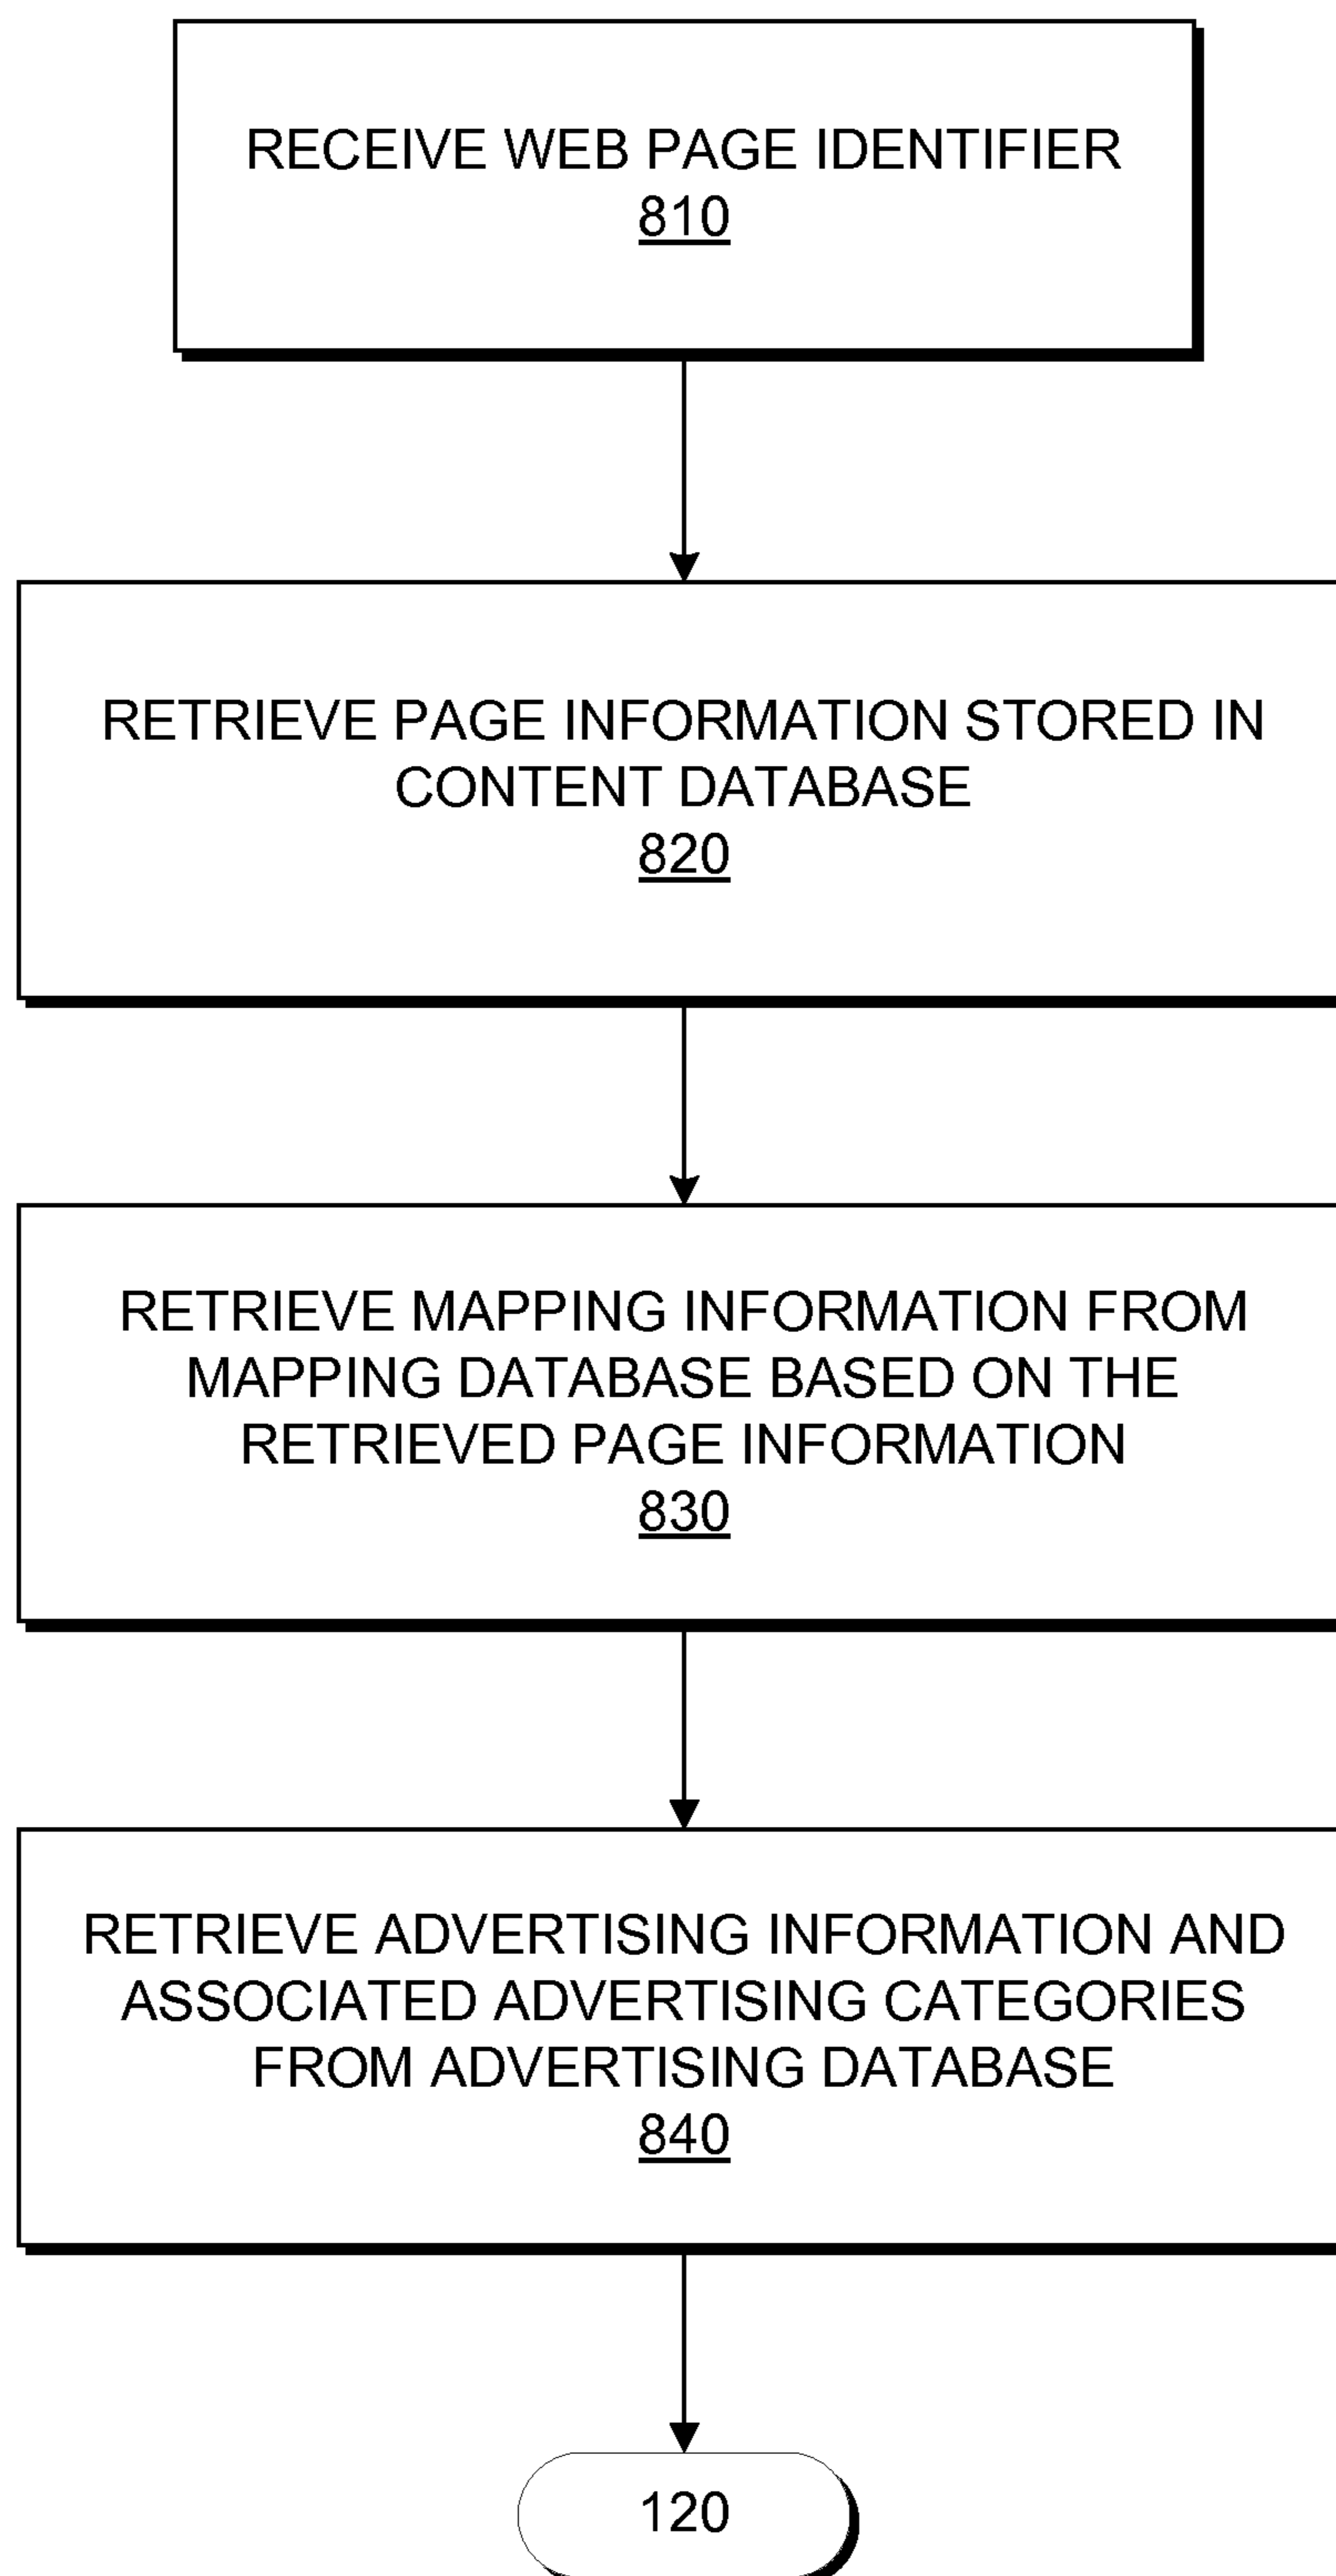 RECEIVE WEB PAGE IDENTIFIER
810
RETRIEVE PAGE INFORMATION STORED IN
CONTENT DATABASE
820
RETRIEVE MAPPING INFORMATION FROM
MAPPING DATABASE BASED ON THE
RETRIEVED PAGE INFORMATION
830
RETRIEVE ADVERTISING INFORMATION AND
ASSOCIATED ADVERTISING CATEGORIES
FROM ADVERTISING DATABASE
840
120